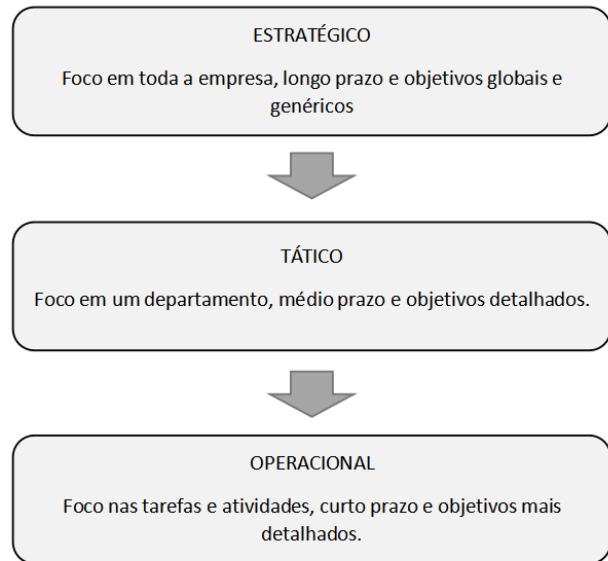 ESTRATÉGICO
Foco em toda a empresa, longo prazo e objetivos globais e
genéricos
TÁTICO
Foco em um departamento, médio prazo e objetivos detalhados.
OPERACIONAL
Foco nas tarefas e atividades, curto prazo e objetivos mais
detalhados.